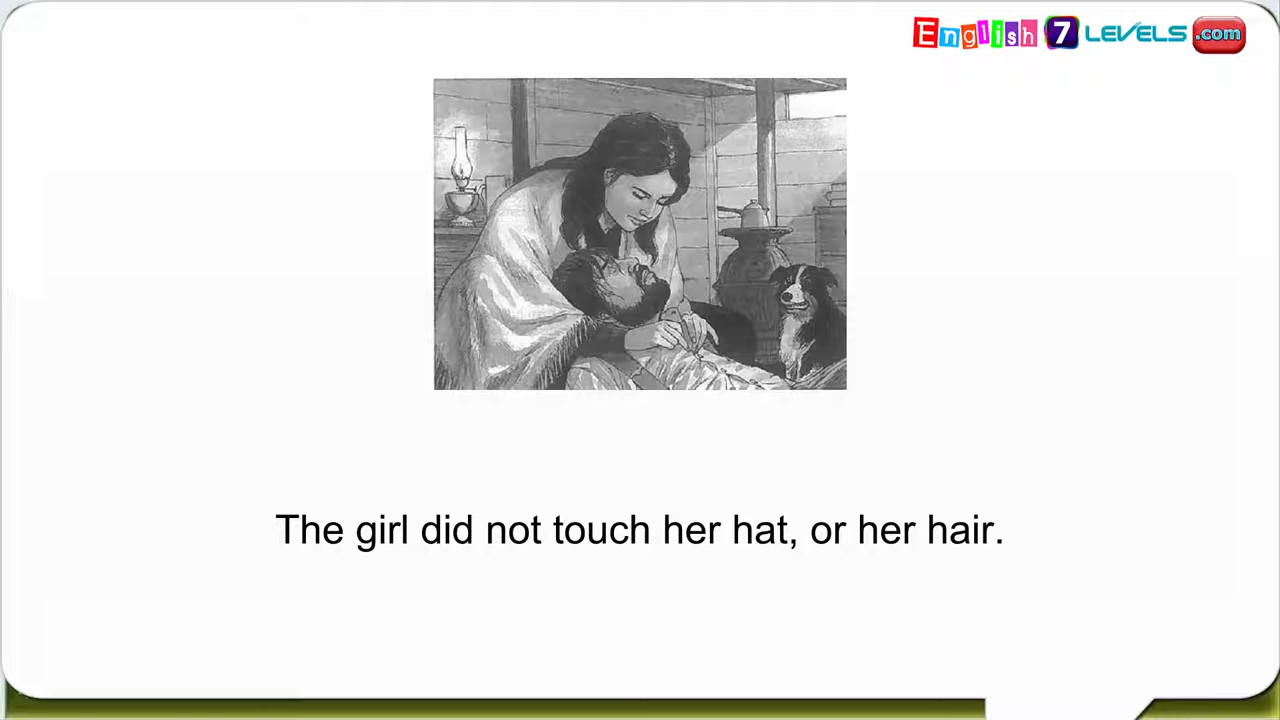 English 7 LEVELS .com
The girl did not touch her hat, or her hair.